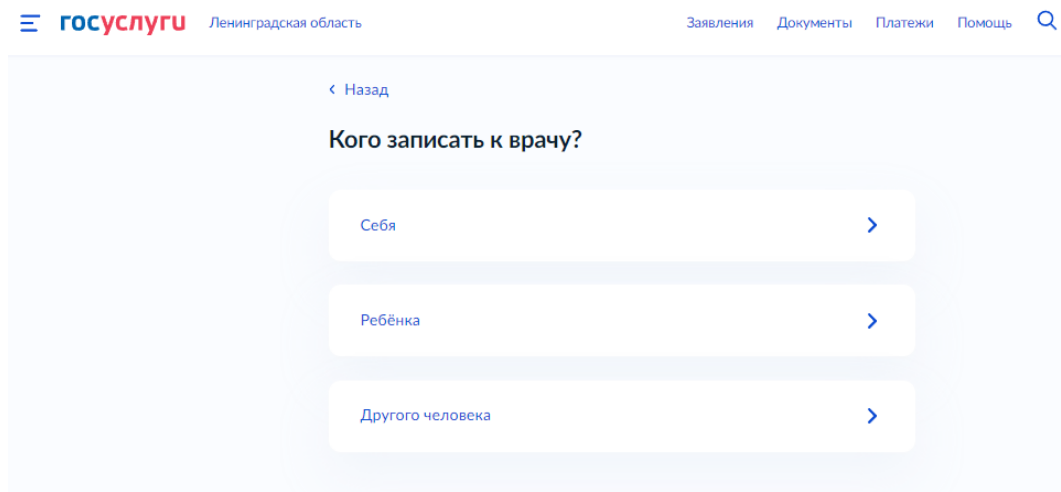 госуслуги Ленинградская область Заявления Документы Платежи Помощь
Назад
Кого записать к врачу?
Себя
Ребёнка
Другого человека